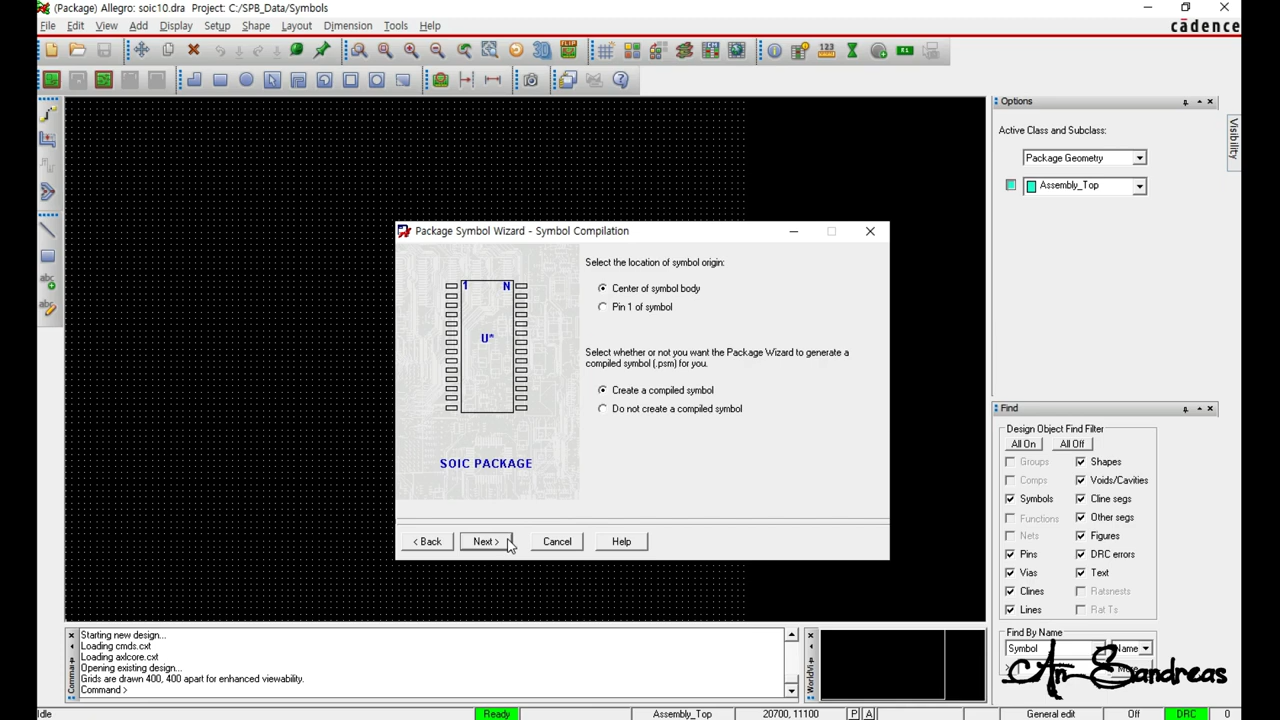 (Package) Allegro: soic10.dra  Project: C:/SPB_Data/Symbols
File Edit View Add Display Setup Shape Layout Dimension Tools Help
cādence
Options
Active Class and Subclass:
Package Geometry
Assembly_Top
Visibility
Package Symbol Wizard - Symbol Compilation
1 N
U*
SOIC PACKAGE
Select the location of symbol origin:
Center of symbol body
Pin 1 of symbol
Select whether or not you want the Package Wizard to generate a
compiled symbol (.psm) for you.
Create a compiled symbol
Do not create a compiled symbol
< Back Next > Cancel Help
Find
Design Object Find Filter
All On All Off
Groups Shapes
Comps Voids/Cavities
Symbols Cline segs
Functions Other segs
Nets Figures
Pins DRC errors
Vias Text
Clines Ratsnests
Lines Rat Ts
Find By Name
Symbol Name
>
Starting new design...
Loading cmds.cxt
Loading axlcore.cxt
Opening existing design...
Grids are drawn 400, 400 apart for enhanced viewability.
Command >
An Sandreas
Idle Ready Assembly_Top 20700, 11100 P A General edit Off DRC 0